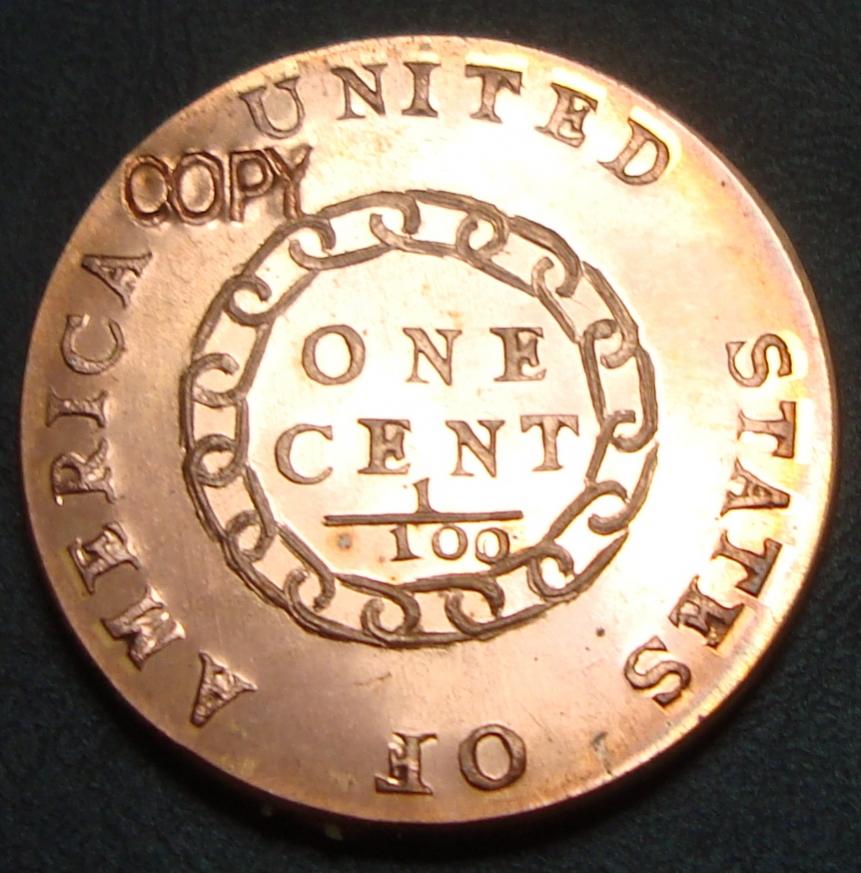 UNITED STATES OF AMERICA
COPY
ONE
CENT
1
100